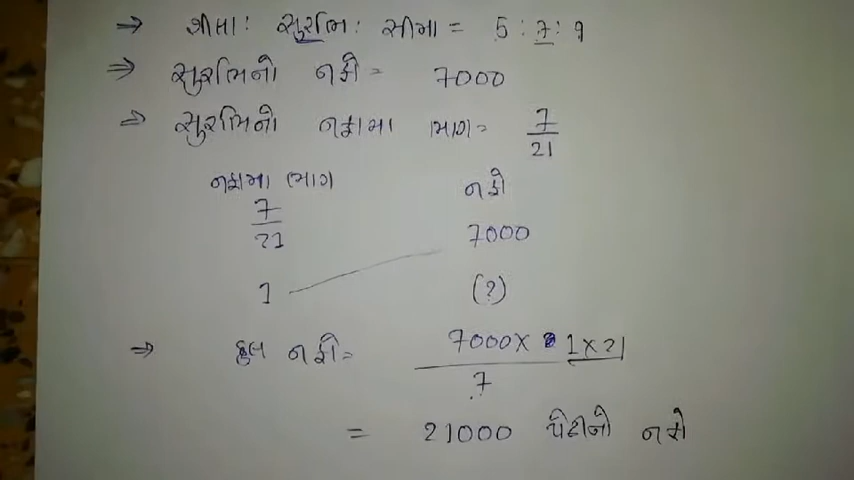 ⇒ શીલા : સુરભિ : સીમા = 5 : 7 : 9
⇒ સુરભિનો નફો = 7000
⇒ સુરભિનો નફામા ભાગ = 7/21
નફામા ભાગ નફો
7/21 7000
1 (?)
⇒ કુલ નફો = 7000 × 1 × 21 / 7
= 21000 પેઢીનો નફો